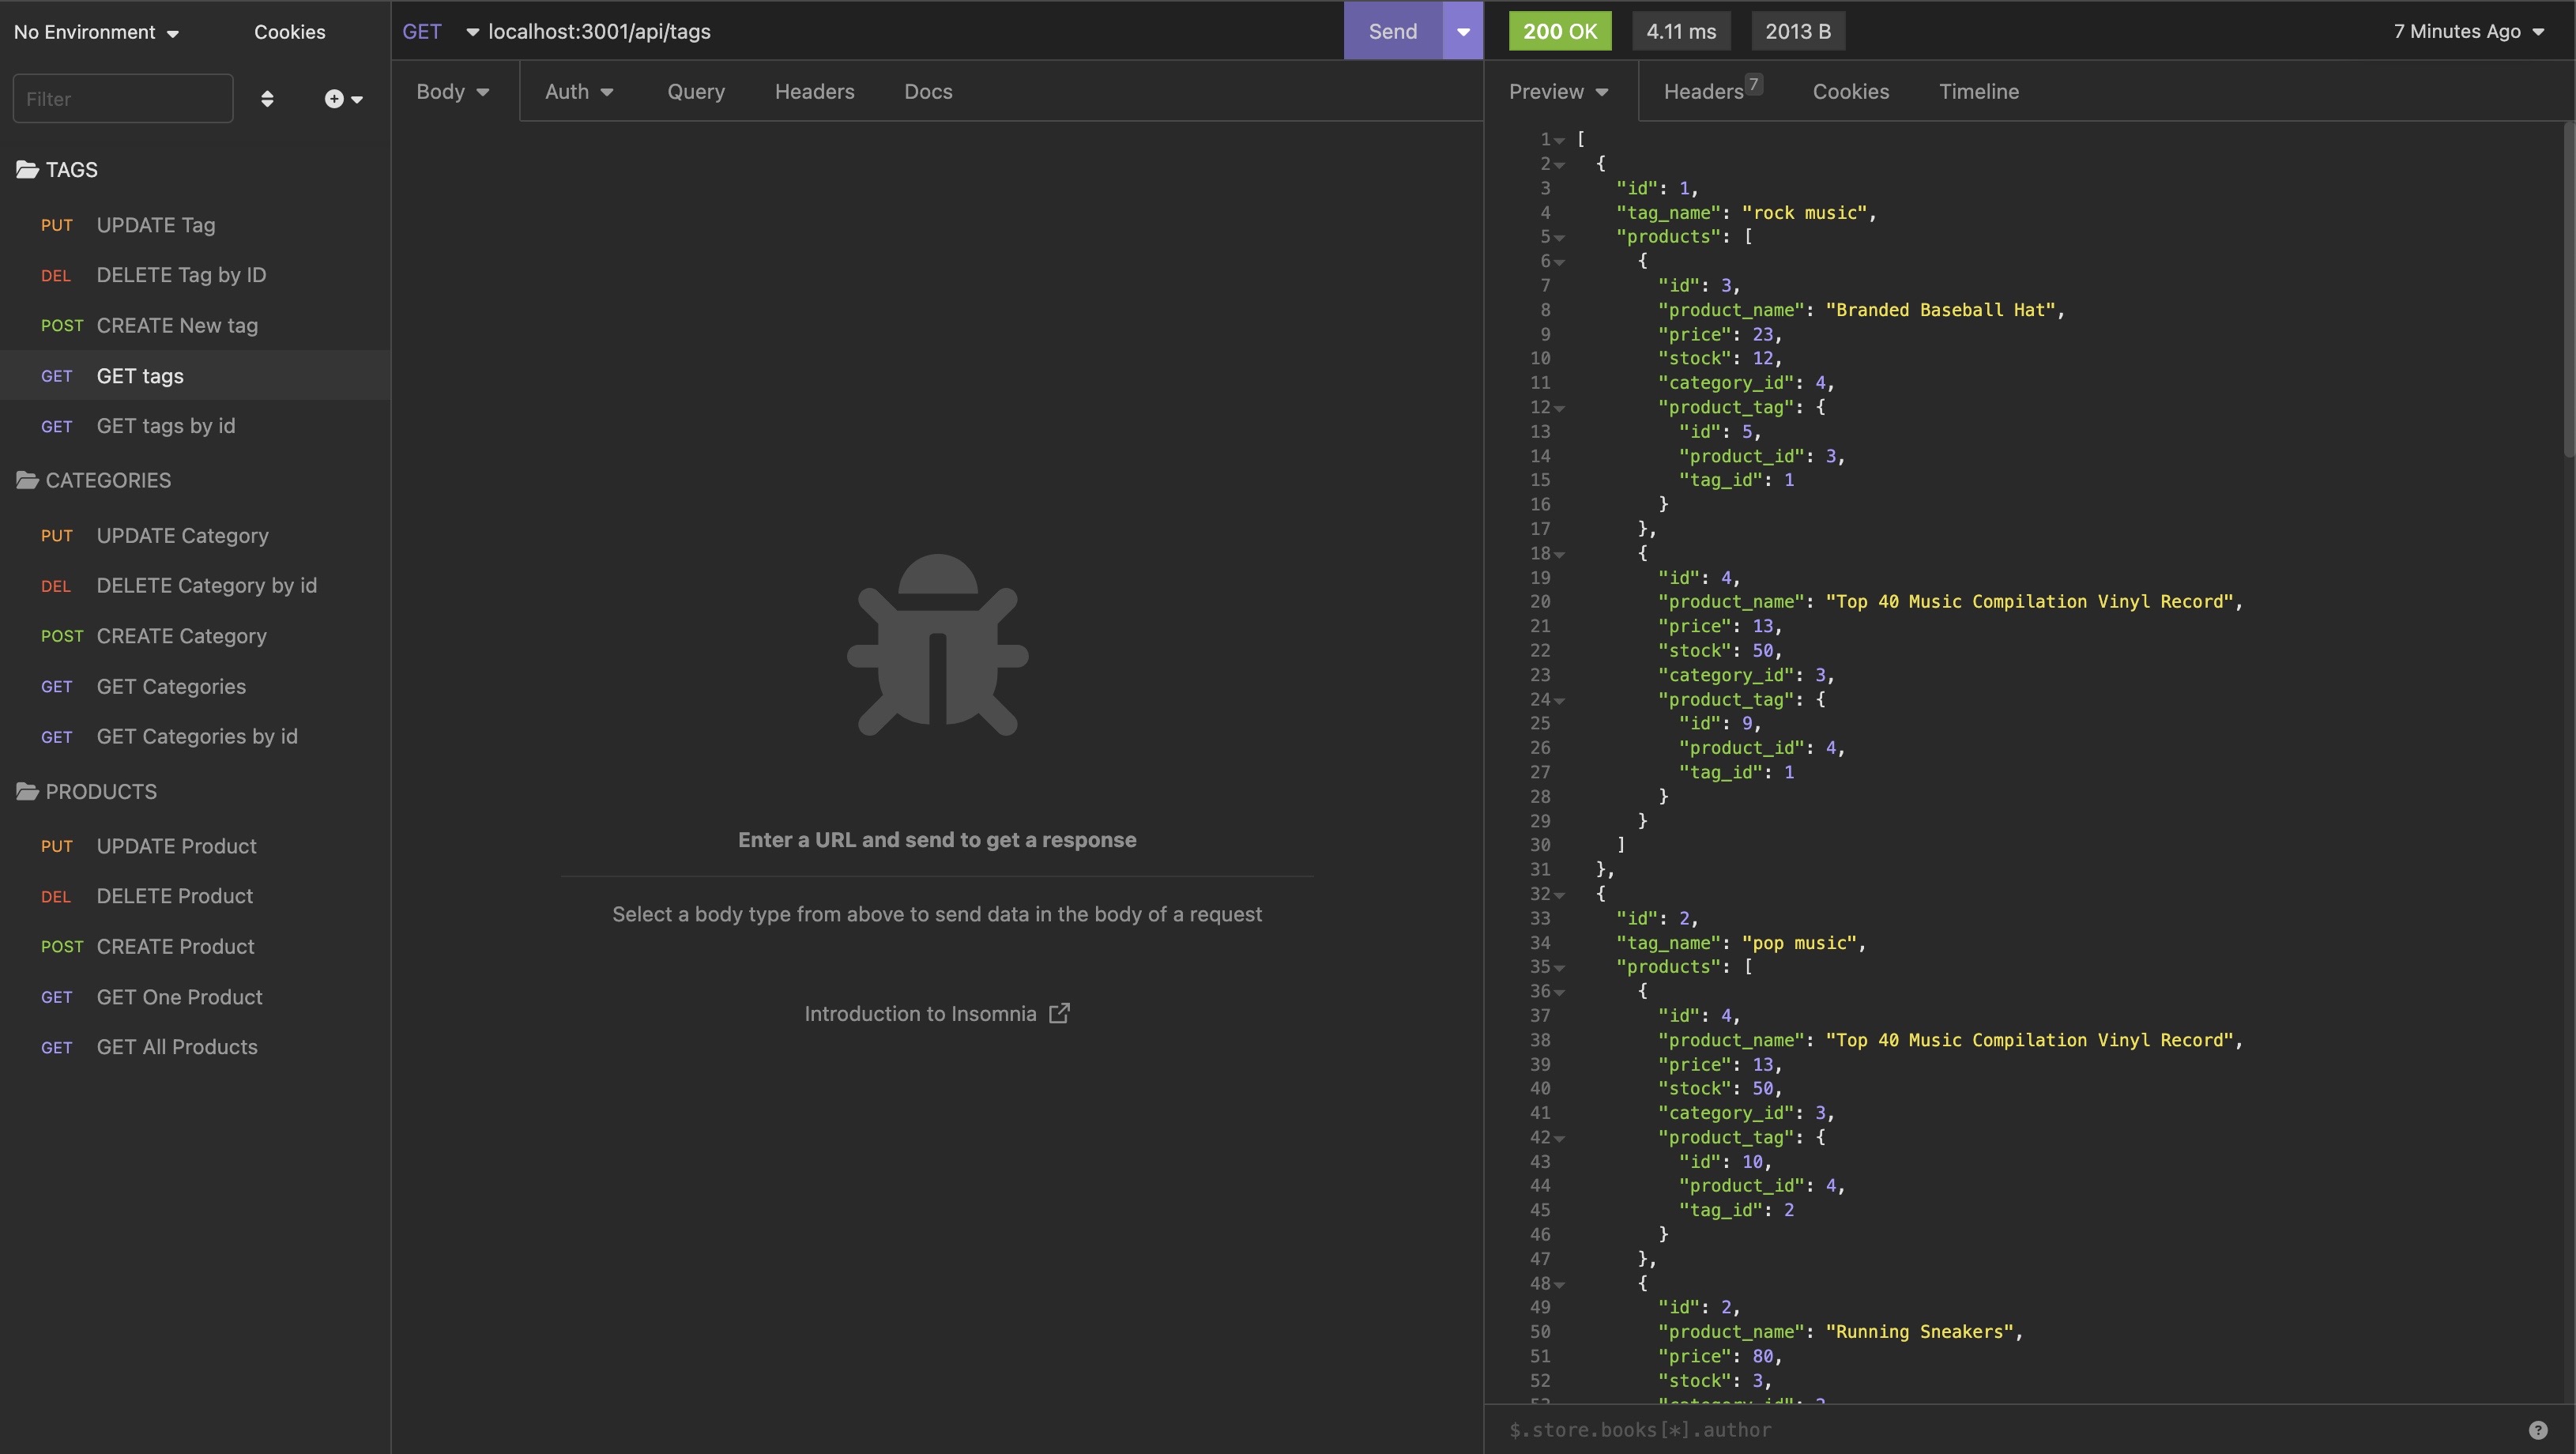 No Environment Cookies
Filter
TAGS
PUT UPDATE Tag
DEL DELETE Tag by ID
POST CREATE New tag
GET GET tags
GET GET tags by id
CATEGORIES
PUT UPDATE Category
DEL DELETE Category by id
POST CREATE Category
GET GET Categories
GET GET Categories by id
PRODUCTS
PUT UPDATE Product
DEL DELETE Product
POST CREATE Product
GET GET One Product
GET GET All Products
GET localhost:3001/api/tags Send
Body Auth Query Headers Docs
Enter a URL and send to get a response
Select a body type from above to send data in the body of a request
Introduction to Insomnia
200 OK 4.11 ms 2013 B 7 Minutes Ago
Preview Headers 7 Cookies Timeline
1 [
2 {
3 "id": 1,
4 "tag_name": "rock music",
5 "products": [
6 {
7 "id": 3,
8 "product_name": "Branded Baseball Hat",
9 "price": 23,
10 "stock": 12,
11 "category_id": 4,
12 "product_tag": {
13 "id": 5,
14 "product_id": 3,
15 "tag_id": 1
16 }
17 },
18 {
19 "id": 4,
20 "product_name": "Top 40 Music Compilation Vinyl Record",
21 "price": 13,
22 "stock": 50,
23 "category_id": 3,
24 "product_tag": {
25 "id": 9,
26 "product_id": 4,
27 "tag_id": 1
28 }
29 }
30 ]
31 },
32 {
33 "id": 2,
34 "tag_name": "pop music",
35 "products": [
36 {
37 "id": 4,
38 "product_name": "Top 40 Music Compilation Vinyl Record",
39 "price": 13,
40 "stock": 50,
41 "category_id": 3,
42 "product_tag": {
43 "id": 10,
44 "product_id": 4,
45 "tag_id": 2
46 }
47 },
48 {
49 "id": 2,
50 "product_name": "Running Sneakers",
51 "price": 80,
52 "stock": 3,
$.store.books[*].author ?